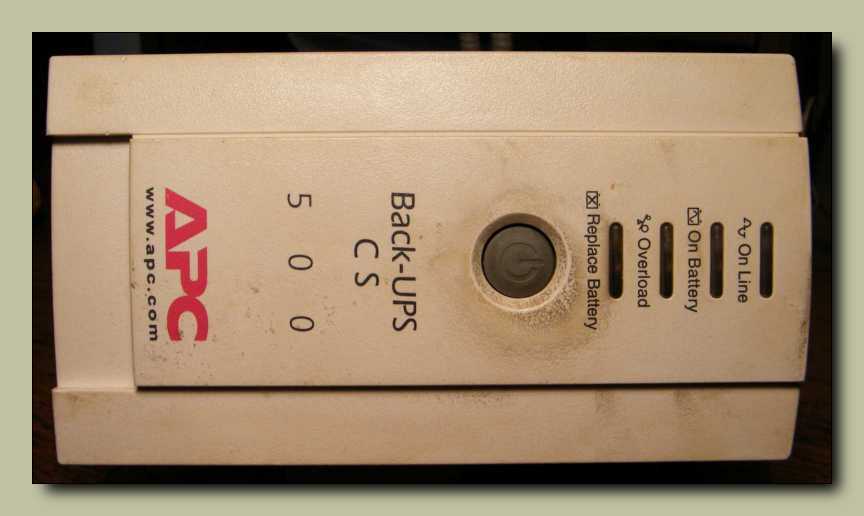 On Line
On Battery
Overload
Replace Battery
Back-UPS
CS
500
APC
www.apc.com